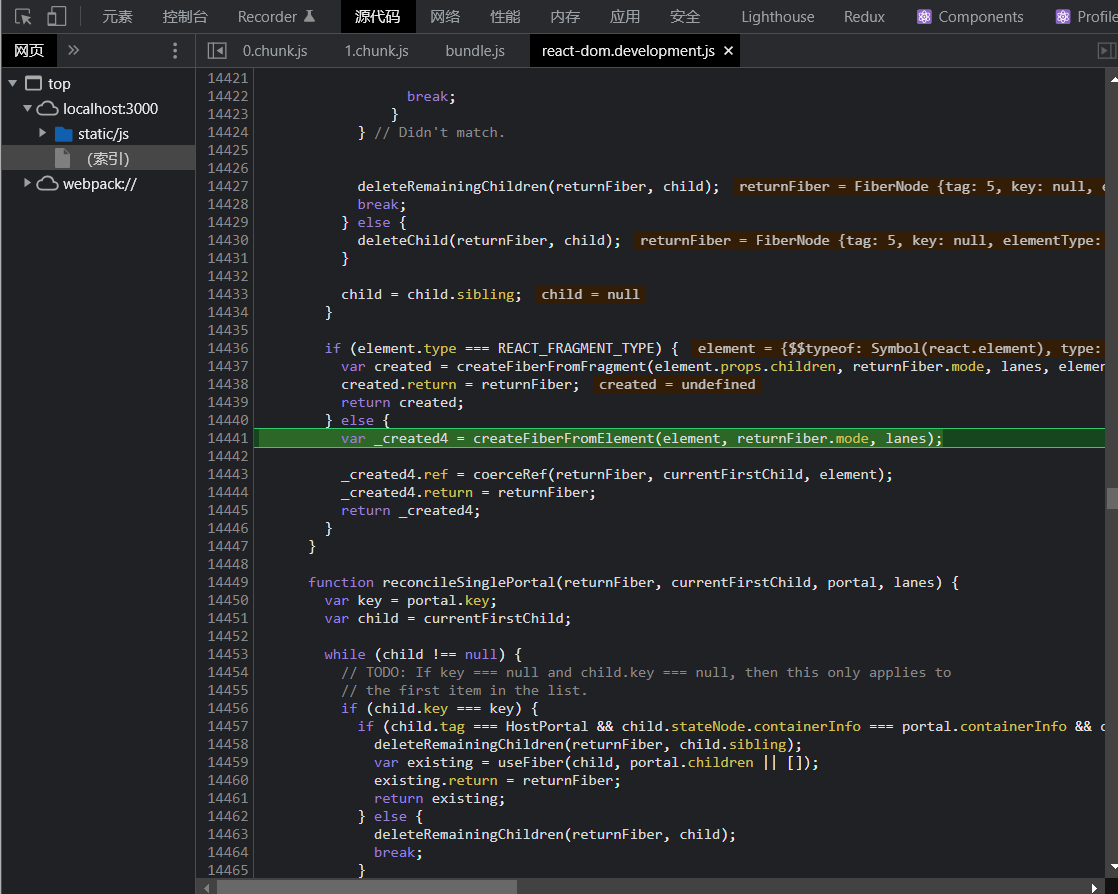 元素 控制台 Recorder 源代码 网络 性能 内存 应用 安全 Lighthouse Redux Components Profile
网页 » 0.chunk.js 1.chunk.js bundle.js react-dom.development.js ×
top
localhost:3000
static/js
(索引)
webpack://
14421
14422 break;
14423 }
14424 } // Didn't match.
14425
14426
14427 deleteRemainingChildren(returnFiber, child); returnFiber = FiberNode {tag: 5, key: null, e
14428 break;
14429 } else {
14430 deleteChild(returnFiber, child); returnFiber = FiberNode {tag: 5, key: null, elementType:
14431 }
14432
14433 child = child.sibling; child = null
14434 }
14435
14436 if (element.type === REACT_FRAGMENT_TYPE) { element = {$$typeof: Symbol(react.element), type:
14437 var created = createFiberFromFragment(element.props.children, returnFiber.mode, lanes, elemen
14438 created.return = returnFiber; created = undefined
14439 return created;
14440 } else {
14441 var _created4 = createFiberFromElement(element, returnFiber.mode, lanes);
14442
14443 _created4.ref = coerceRef(returnFiber, currentFirstChild, element);
14444 _created4.return = returnFiber;
14445 return _created4;
14446 }
14447 }
14448
14449 function reconcileSinglePortal(returnFiber, currentFirstChild, portal, lanes) {
14450 var key = portal.key;
14451 var child = currentFirstChild;
14452
14453 while (child !== null) {
14454 // TODO: If key === null and child.key === null, then this only applies to
14455 // the first item in the list.
14456 if (child.key === key) {
14457 if (child.tag === HostPortal && child.stateNode.containerInfo === portal.containerInfo && c
14458 deleteRemainingChildren(returnFiber, child.sibling);
14459 var existing = useFiber(child, portal.children || []);
14460 existing.return = returnFiber;
14461 return existing;
14462 } else {
14463 deleteRemainingChildren(returnFiber, child);
14464 break;
14465 }